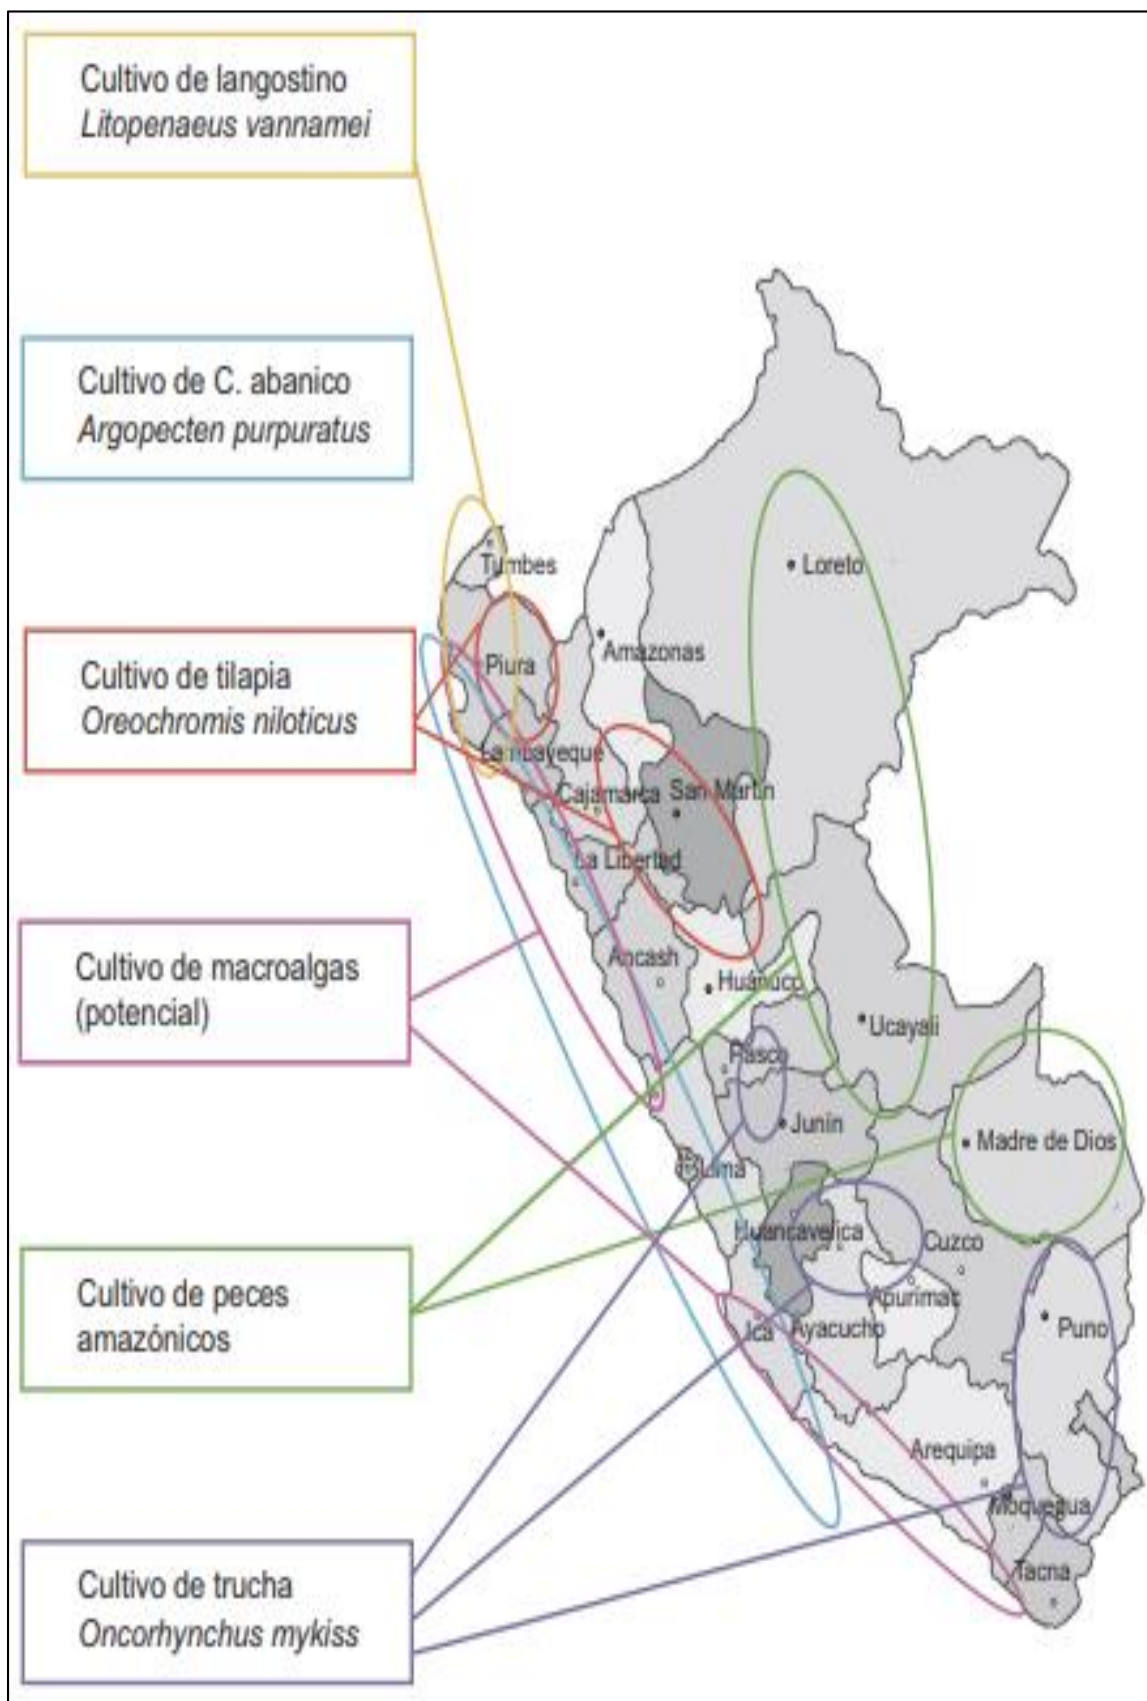 Cultivo de langostino
Litopenaeus vannamei
Cultivo de C. abanico
Argopecten purpuratus
Cultivo de tilapia
Oreochromis niloticus
Cultivo de macroalgas
(potencial)
Cultivo de peces
amazónicos
Cultivo de trucha
Oncorhynchus mykiss
Tumbes
Loreto
Amazonas
Piura
Lambayeque
Cajamarca
San Martín
La Libertad
Ancash
Huánuco
Ucayali
Pasco
Junín
Madre de Dios
Lima
Huancavelica
Cuzco
Apurimac
Ica
Ayacucho
Puno
Arequipa
Moquegua
Tacna